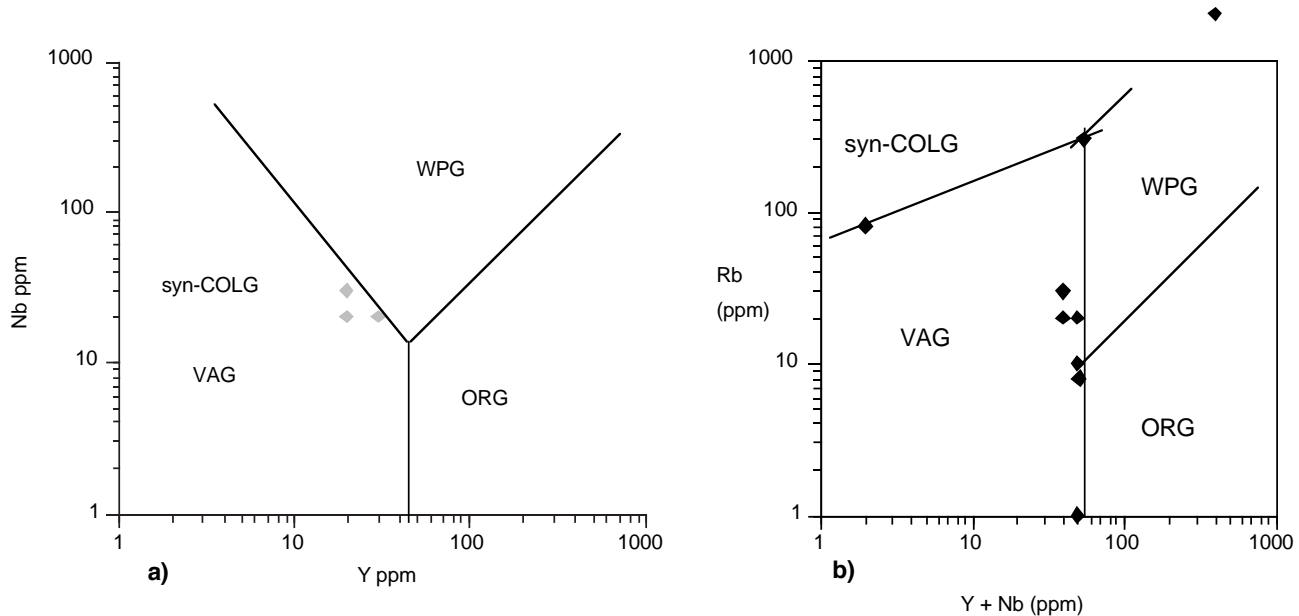 1000
100
10
1
Nb ppm
WPG
syn-COLG
VAG
ORG
1
10
100
1000
Y ppm
a)
1000
100
10
1
Rb
(ppm)
syn-COLG
WPG
VAG
ORG
1
10
100
1000
Y + Nb (ppm)
b)